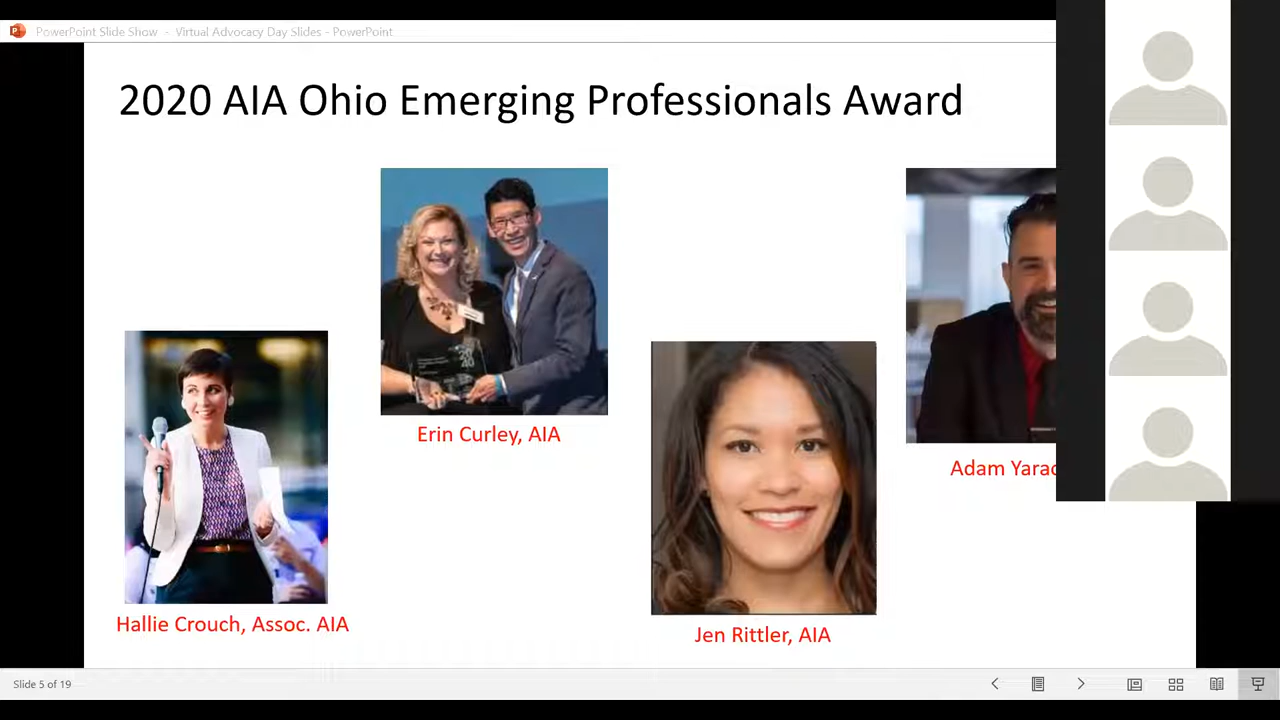 PowerPoint Slide Show - Virtual Advocacy Day Slides - PowerPoint
2020 AIA Ohio Emerging Professionals Award
Erin Curley, AIA
Adam Yarac
Hallie Crouch, Assoc. AIA
Jen Rittler, AIA
Slide 5 of 19